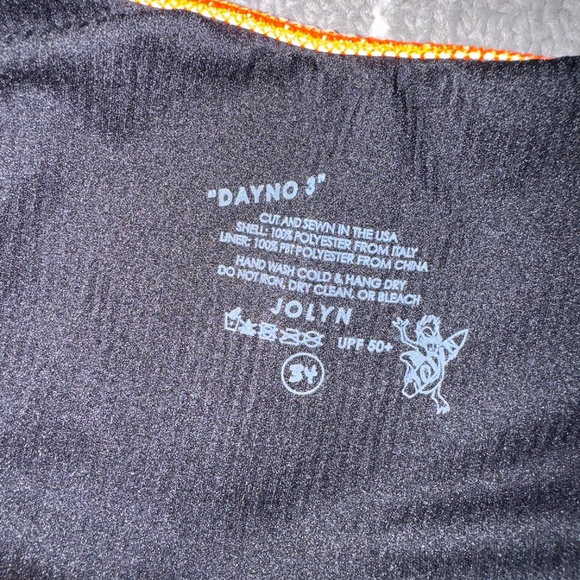 "DAYNO 3"
CUT AND SEWN IN THE USA
SHELL: 100% POLYESTER FROM ITALY
LINER: 100% PBT POLYESTER FROM CHINA
HAND WASH COLD & HANG DRY
DO NOT IRON, DRY CLEAN, OR BLEACH
JOLYN
UPF 50+
34